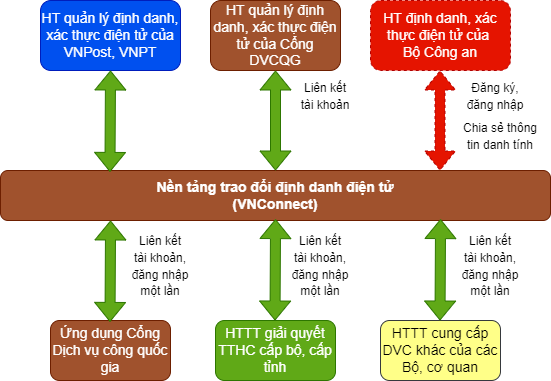 HT quản lý định danh,
xác thực điện tử của
VNPost, VNPT
HT quản lý định
danh, xác thực điện
tử của Cổng
DVCQG
HT định danh, xác
thực điện tử của
Bộ Công an
Liên kết
tài khoản
Đăng ký,
đăng nhập
Chia sẻ thông
tin danh tính
Nền tảng trao đổi định danh điện tử
(VNConnect)
Liên kết
tài khoản,
đăng nhập
một lần
Liên kết
tài khoản,
đăng nhập
một lần
Liên kết
tài khoản,
đăng nhập
một lần
Ứng dụng Cổng
Dịch vụ công quốc
gia
HTTT giải quyết
TTHC cấp bộ, cấp
tỉnh
HTTT cung cấp
DVC khác của các
Bộ, cơ quan